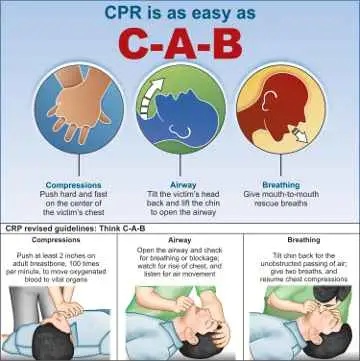 CPR is as easy as
C-A-B
Compressions
Push hard and fast
on the center of
the victim's chest
Airway
Tilt the victim's head
back and lift the chin
to open the airway
Breathing
Give mouth-to-mouth
rescue breaths
CRP revised guidelines: Think C-A-B
Compressions
Push at least 2 inches on
adult breastbone, 100 times
per minute, to move oxygenated
blood to vital organs
Airway
Open the airway and check
for breathing or blockage;
watch for rise of chest, and
listen for air movement
Breathing
Tilt chin back for the
unobstructed passing of air;
give two breaths, and
resume chest compressions